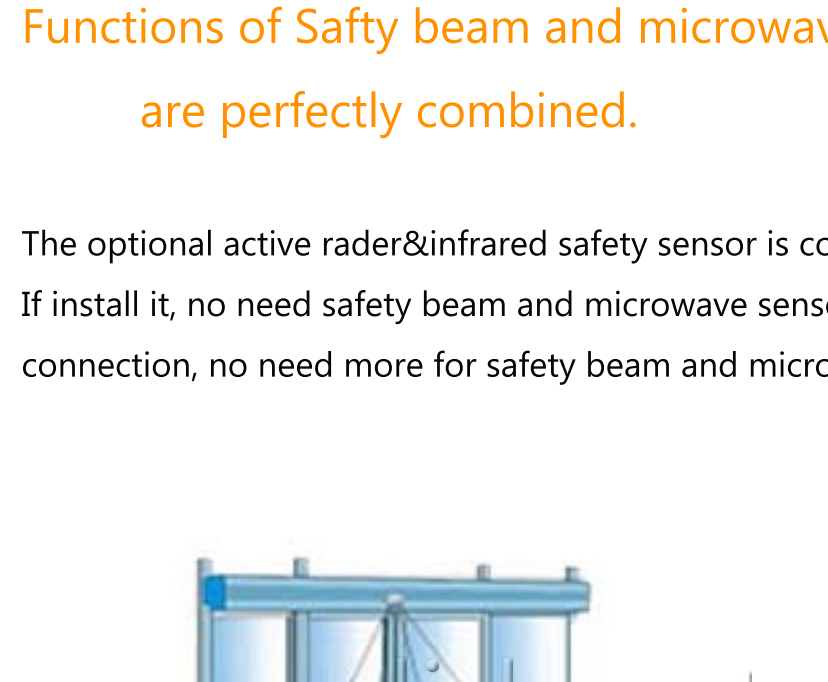 Functions of Safty beam and microwav
are perfectly combined.
The optional active rader&infrared safety sensor is co
If install it, no need safety beam and microwave sens
connection, no need more for safety beam and micro